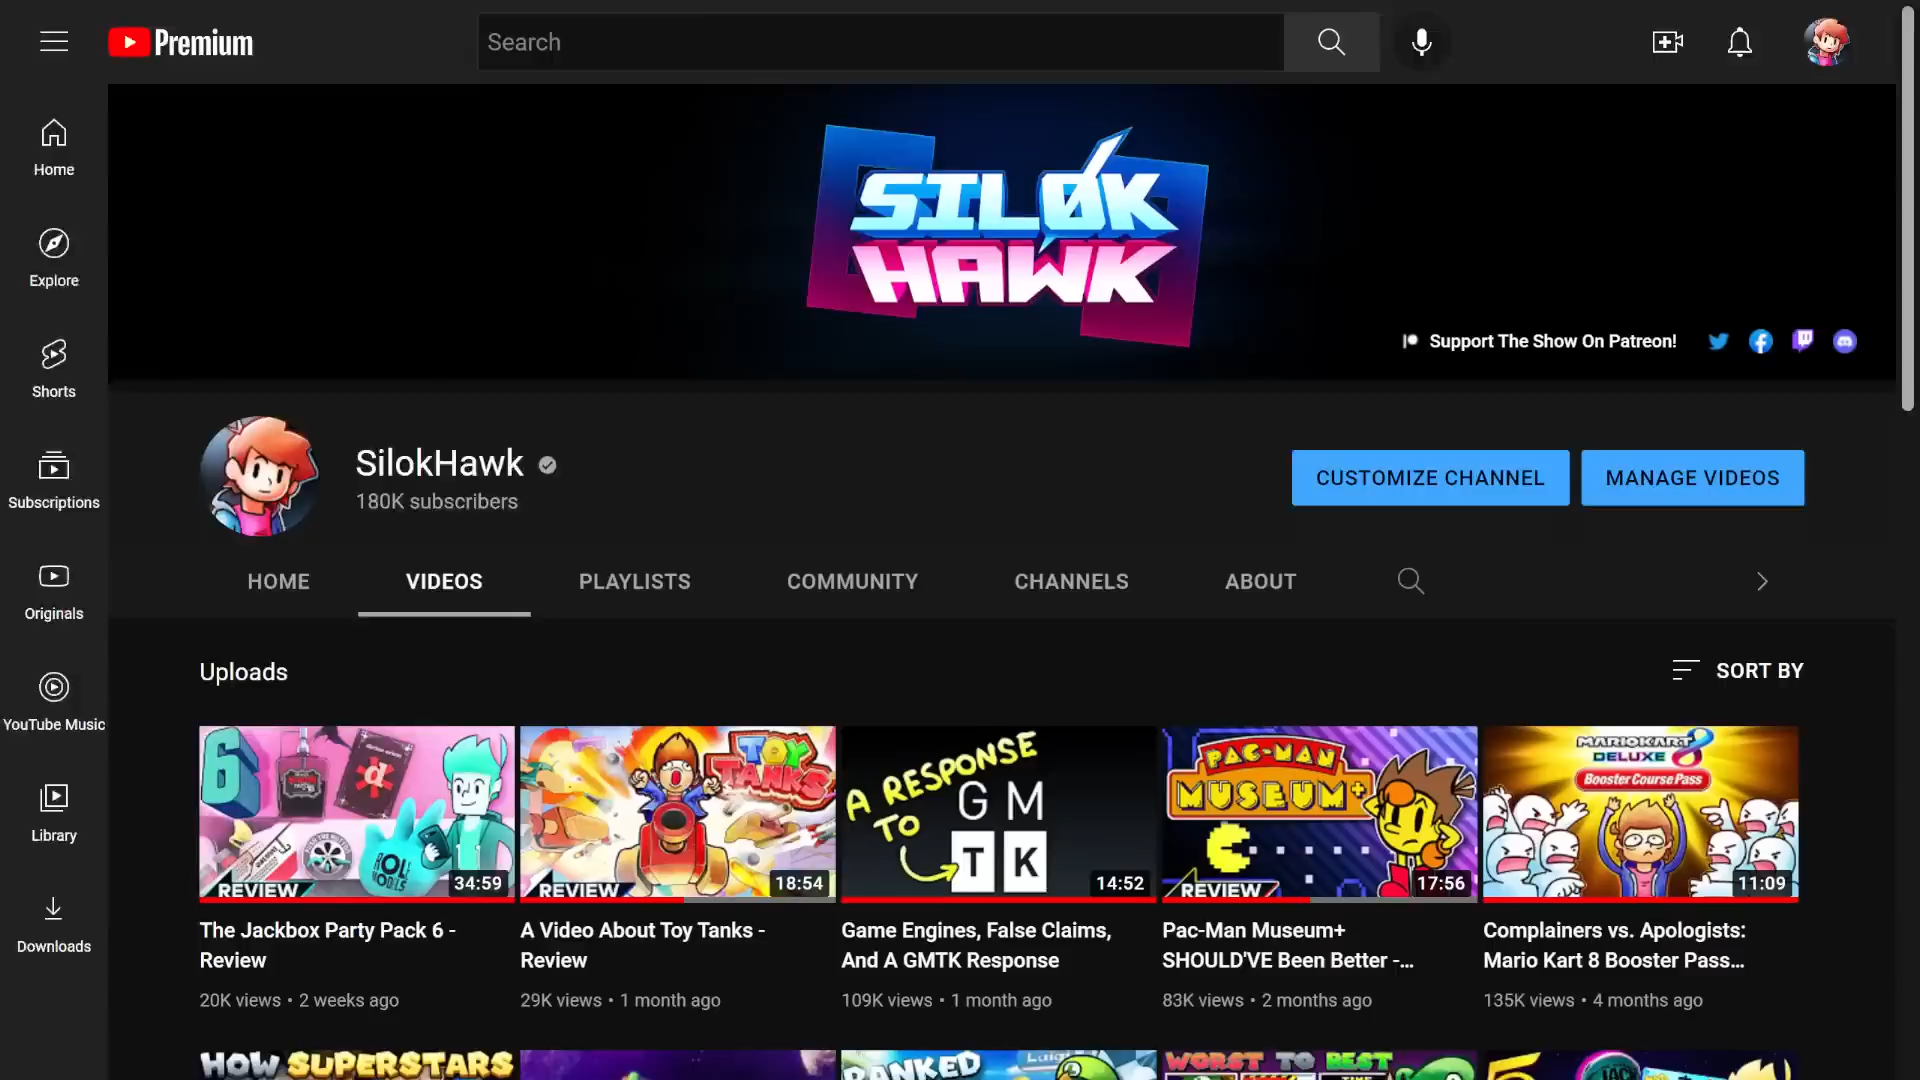 Premium
Search
Home
Explore
Shorts
Subscriptions
Originals
YouTube Music
Library
Downloads
SILØK
HAWK
Support The Show On Patreon!
SilokHawk
180K subscribers
CUSTOMIZE CHANNEL
MANAGE VIDEOS
HOME
VIDEOS
PLAYLISTS
COMMUNITY
CHANNELS
ABOUT
Uploads
SORT BY
6
d
REVIEW
34:59
The Jackbox Party Pack 6 -
Review
20K views • 2 weeks ago
TOY
TANKS
REVIEW
18:54
A Video About Toy Tanks -
Review
29K views • 1 month ago
A RESPONSE
TO
G M
T K
14:52
Game Engines, False Claims,
And A GMTK Response
109K views • 1 month ago
PAC-MAN
MUSEUM+
REVIEW
17:56
Pac-Man Museum+
SHOULD'VE Been Better -...
83K views • 2 months ago
MARIOKART 8
DELUXE
Booster Course Pass
11:09
Complainers vs. Apologists:
Mario Kart 8 Booster Pass...
135K views • 4 months ago
HOW SUPERSTARS
RANKED
Luigi
WORST TO BEST
TIME
5
JACK